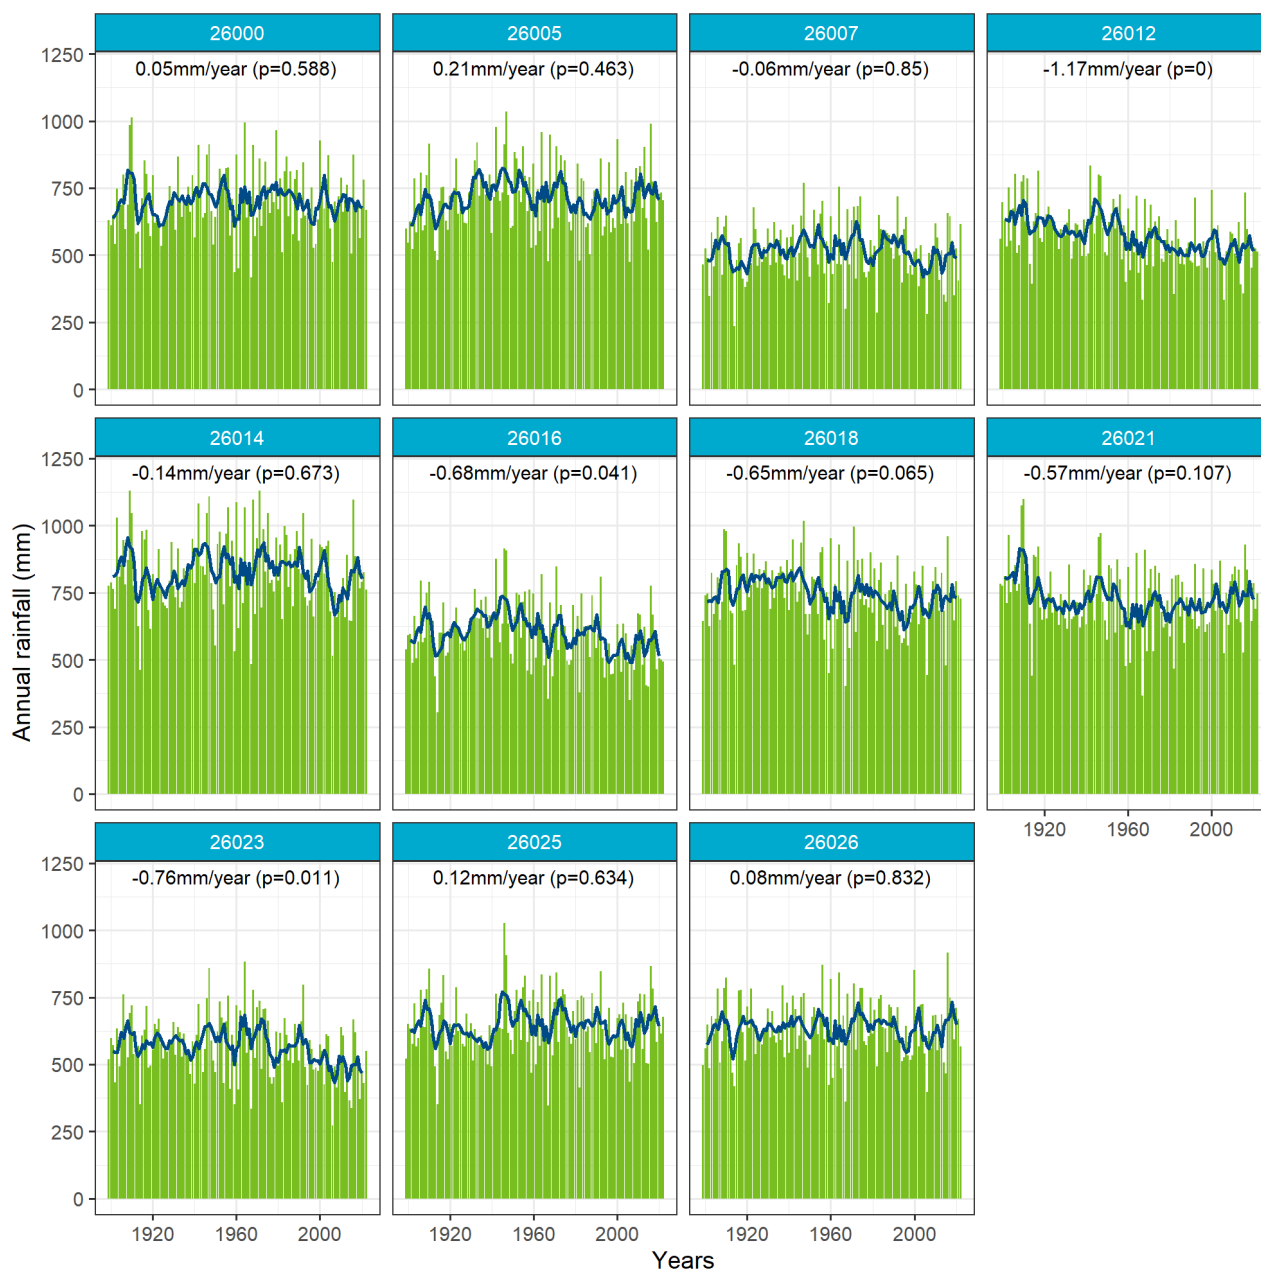 26000 26005 26007 26012
0.05mm/year (p=0.588) 0.21mm/year (p=0.463) -0.06mm/year (p=0.85) -1.17mm/year (p=0)
1250
1000
750
500
250
0
26014 26016 26018 26021
-0.14mm/year (p=0.673) -0.68mm/year (p=0.041) -0.65mm/year (p=0.065) -0.57mm/year (p=0.107)
1250
1000
750
500
250
0
1920 1960 2000
Annual rainfall (mm)
26023 26025 26026
-0.76mm/year (p=0.011) 0.12mm/year (p=0.634) 0.08mm/year (p=0.832)
1250
1000
750
500
250
0
1920 1960 2000 1920 1960 2000 1920 1960 2000
Years